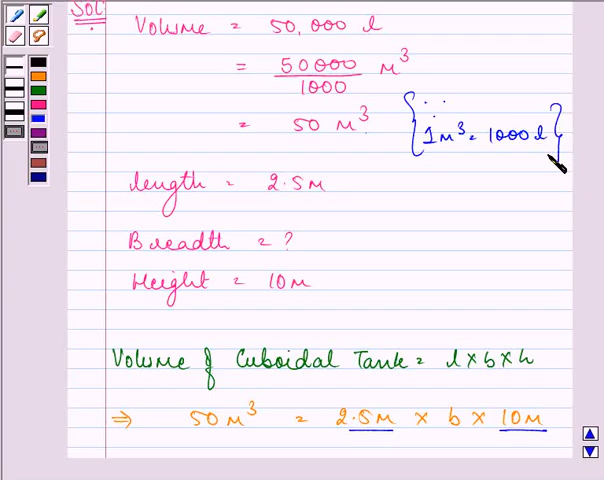 Sol:
Volume = 50,000 l
= 50000/1000 m³
= 50 m³
{∵ 1m³ = 1000 l}
length = 2.5m
Breadth = ?
Height = 10m
Volume of Cuboidal Tank = l × b × h
⇒ 50 m³ = 2.5m × b × 10m